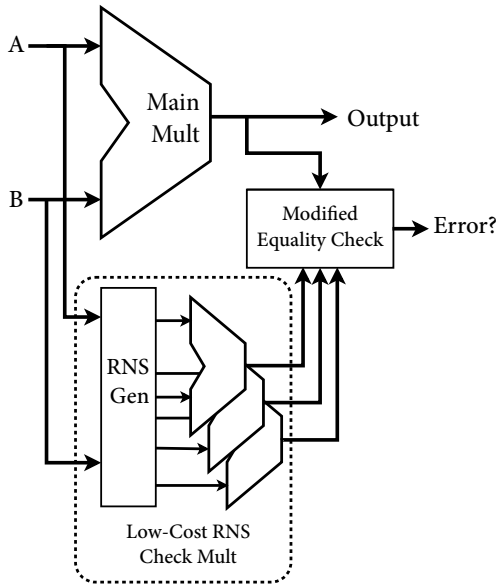 A
Main
Mult
Output
B
Modified
Equality Check
Error?
RNS
Gen
Low-Cost RNS
Check Mult